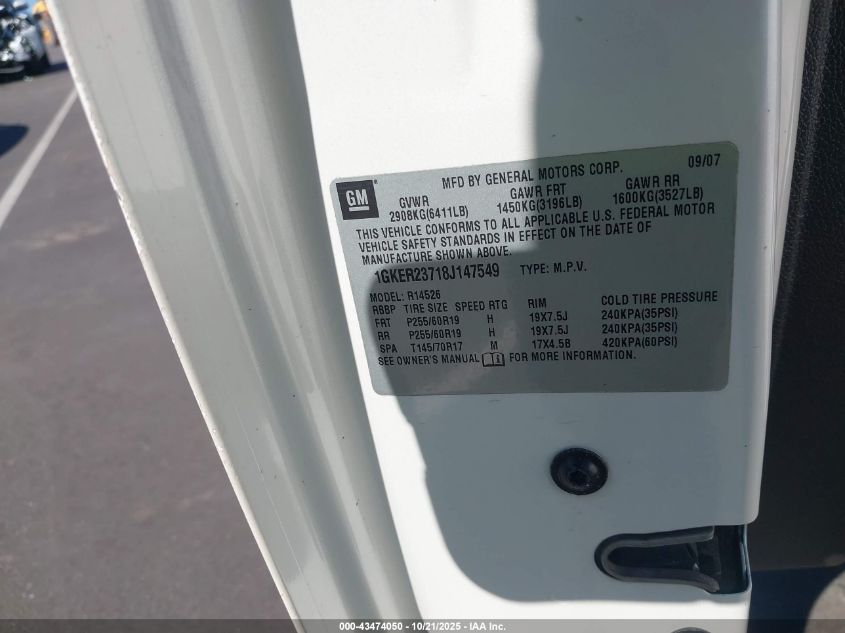 GM
MFD BY GENERAL MOTORS CORP. 09/07
GVWR GAWR FRT GAWR RR
2908KG(6411LB) 1450KG(3196LB) 1600KG(3527LB)
THIS VEHICLE CONFORMS TO ALL APPLICABLE U.S. FEDERAL MOTOR
VEHICLE SAFETY STANDARDS IN EFFECT ON THE DATE OF
MANUFACTURE SHOWN ABOVE.
1GKER23718J147549 TYPE: M.P.V.
MODEL: R14526
RBBP TIRE SIZE SPEED RTG RIM COLD TIRE PRESSURE
FRT P255/60R19 H 19X7.5J 240KPA(35PSI)
RR P255/60R19 H 19X7.5J 240KPA(35PSI)
SPA T145/70R17 M 17X4.5B 420KPA(60PSI)
SEE OWNER'S MANUAL i FOR MORE INFORMATION.
000-43474050 - 10/21/2025 - IAA Inc.